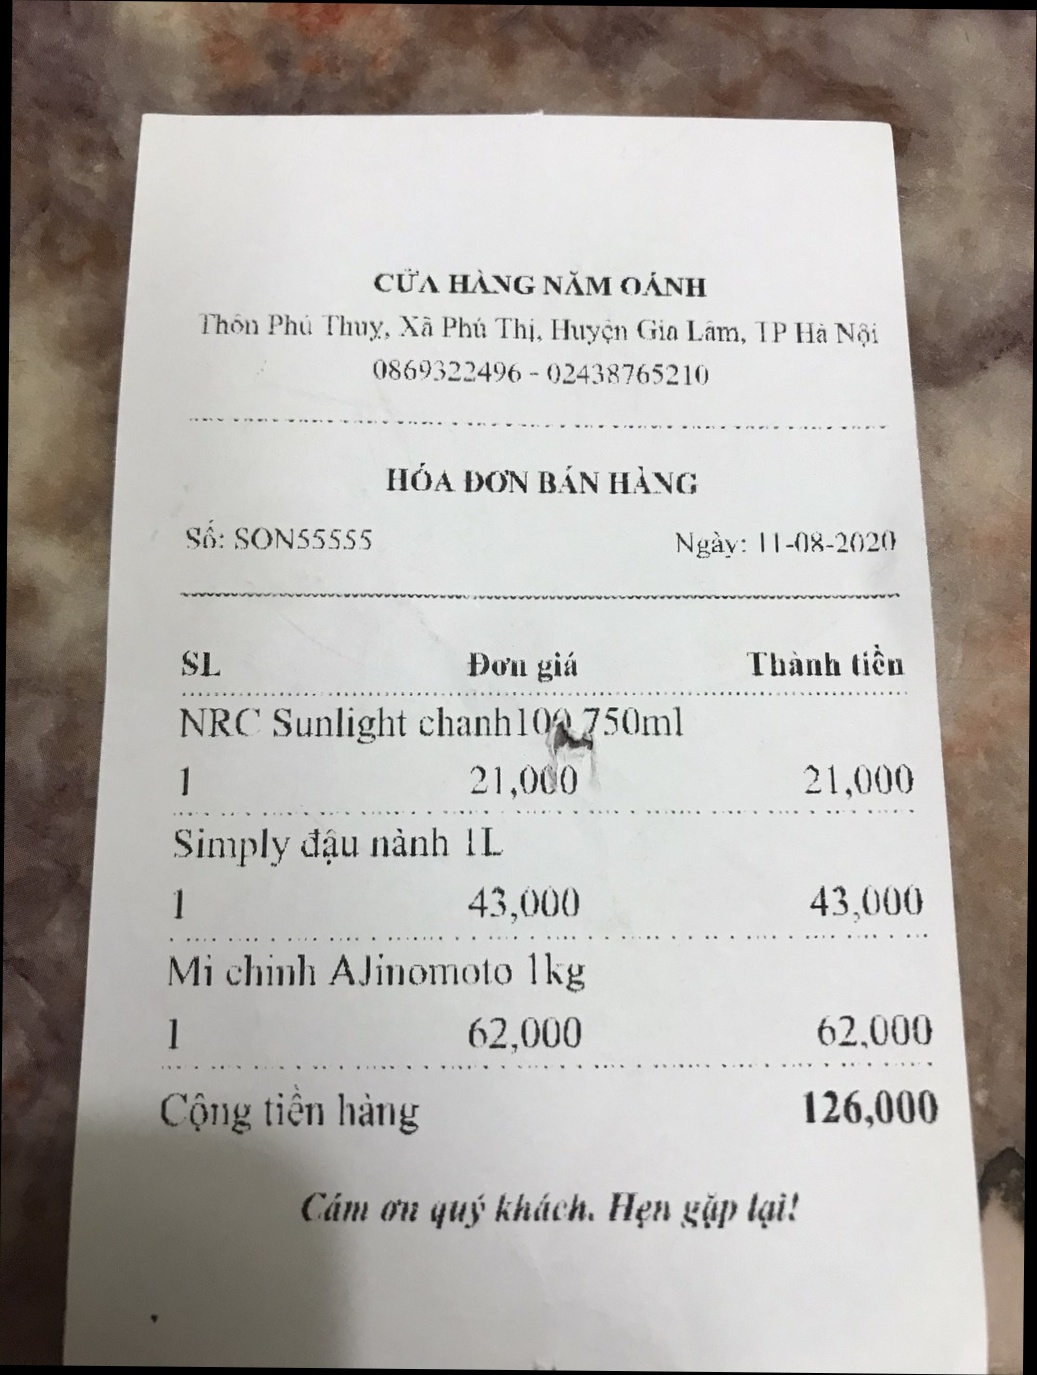 CỬA HÀNG NĂM OÁNH
Thôn Phú Thuỵ, Xã Phú Thị, Huyện Gia Lâm, TP Hà Nội
0869322496 - 02438765210
HÓA ĐƠN BÁN HÀNG
Số: SON55555 Ngày: 11-08-2020
SL Đơn giá Thành tiền
NRC Sunlight chanh100 750ml
1 21,000 21,000
Simply đậu nành 1L
1 43,000 43,000
Mì chính AJinomoto 1kg
1 62,000 62,000
Cộng tiền hàng 126,000
Cám ơn quý khách. Hẹn gặp lại!